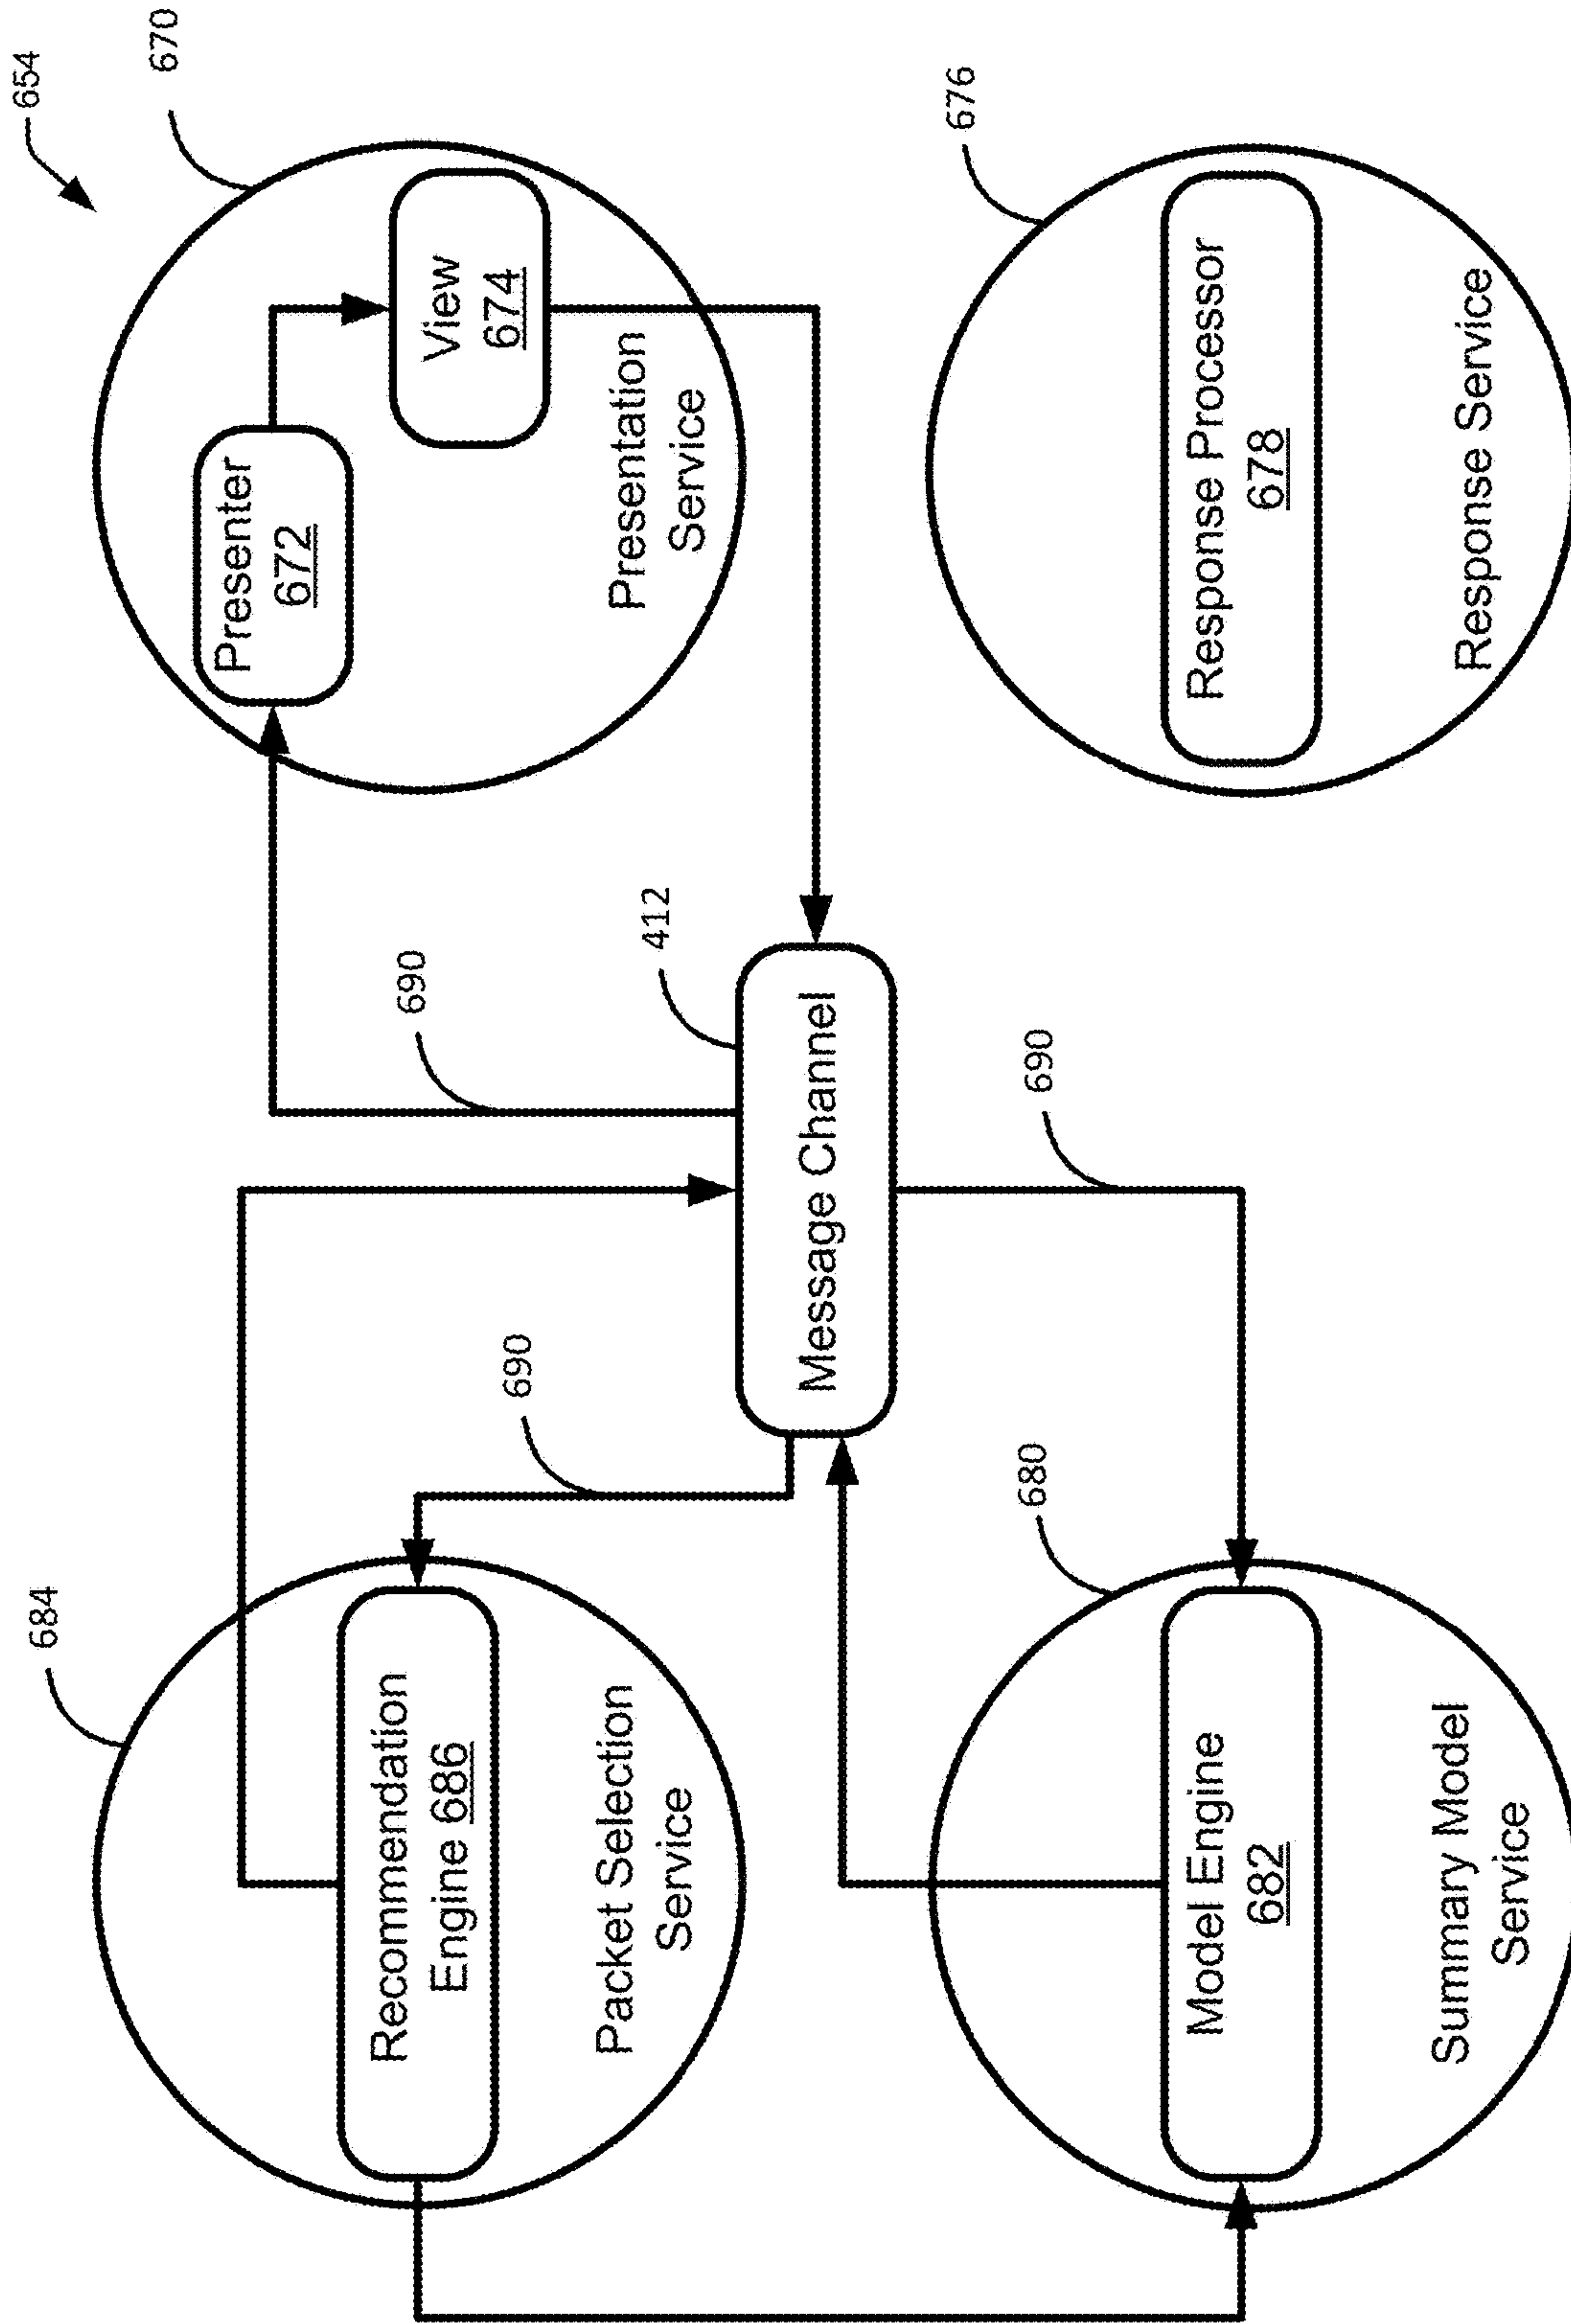 654
684
Recommendation
Engine 686
Packet Selection
Service
690
690
670
Presenter
672
View
674
Presentation
Service
412
Message Channel
680
Model Engine
682
Summary Model
Service
690
676
Response Processor
678
Response Service